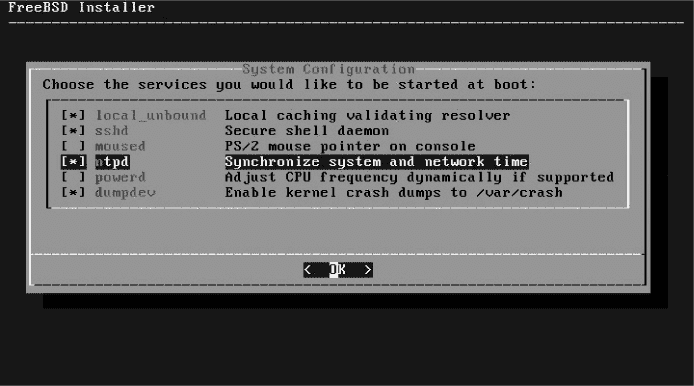 FreeBSD Installer
System Configuration
Choose the services you would like to be started at boot:
[*] local_unbound Local caching validating resolver
[*] sshd Secure shell daemon
[ ] moused PS/2 mouse pointer on console
[*] ntpd Synchronize system and network time
[ ] powerd Adjust CPU frequency dynamically if supported
[*] dumpdev Enable kernel crash dumps to /var/crash
< OK >